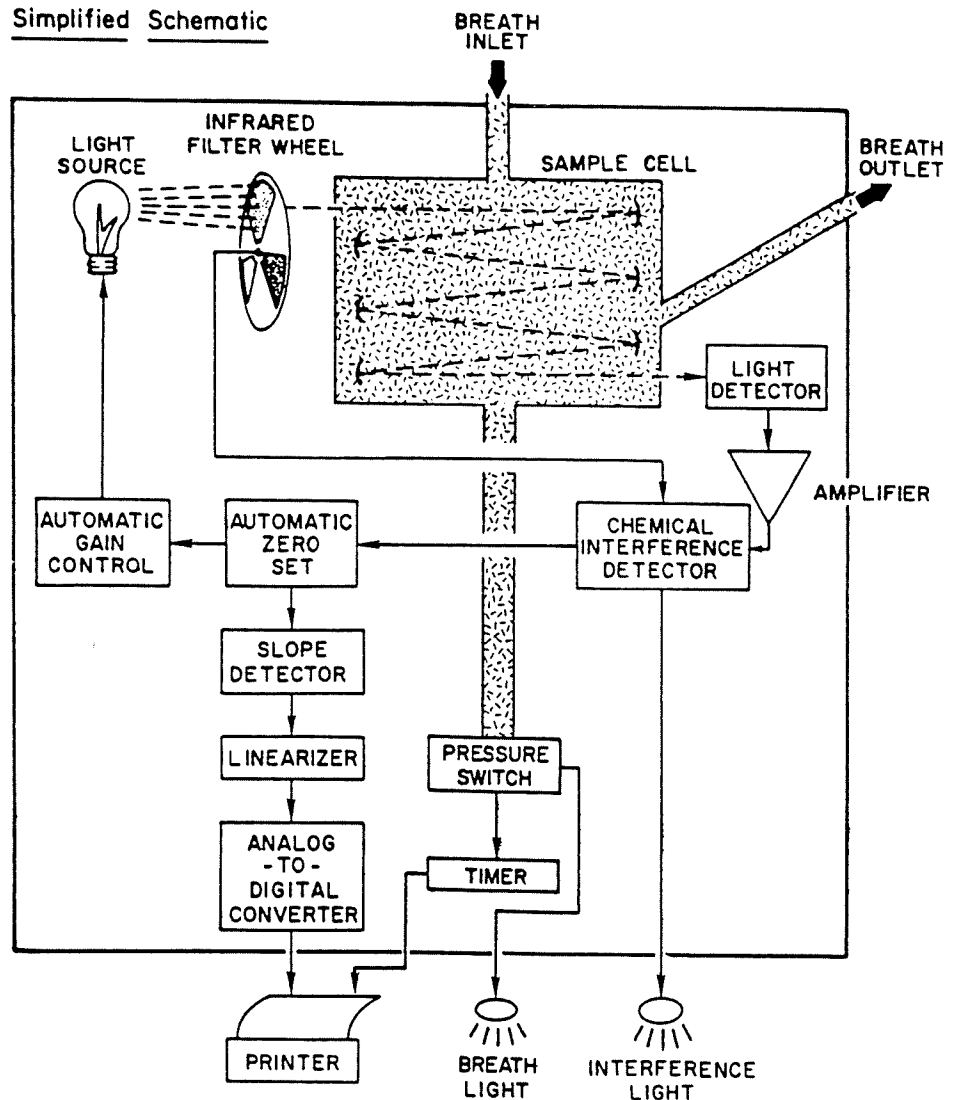 Simplified Schematic
BREATH
INLET
INFRARED
FILTER WHEEL
LIGHT
SOURCE
SAMPLE CELL
BREATH
OUTLET
LIGHT
DETECTOR
AMPLIFIER
AUTOMATIC
GAIN
CONTROL
AUTOMATIC
ZERO
SET
CHEMICAL
INTERFERENCE
DETECTOR
SLOPE
DETECTOR
LINEARIZER
PRESSURE
SWITCH
ANALOG
-TO-
DIGITAL
CONVERTER
TIMER
PRINTER
BREATH
LIGHT
INTERFERENCE
LIGHT